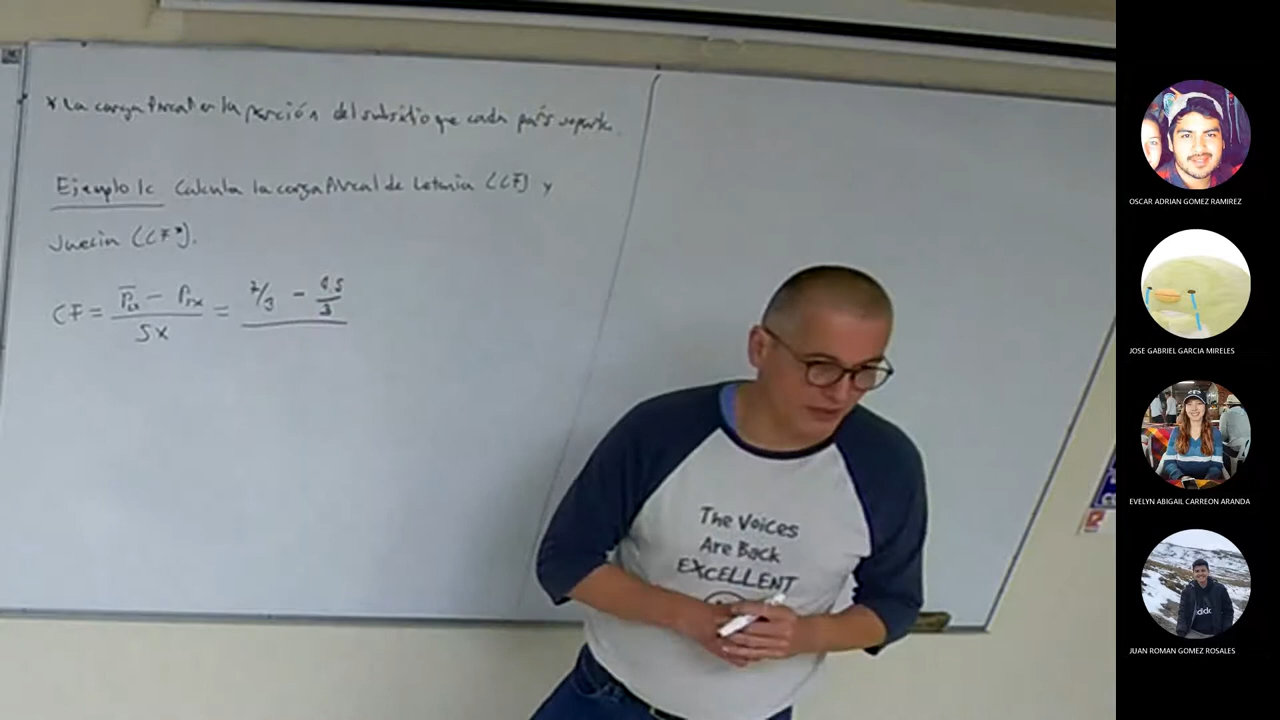 * La carga fiscal es la porción del subsidio que cada país soporta.
Ejemplo 1c Calcula la carga fiscal de Letonia (CF) y
Suecia (CF*).
CF = = 2/3 - 0.5/3
SX
The Voices
Are Back
EXCELLENT
OSCAR ADRIAN GOMEZ RAMIREZ
JOSE GABRIEL GARCIA MIRELES
EVELYN ABIGAIL CARREON ARANDA
JUAN ROMAN GOMEZ ROSALES